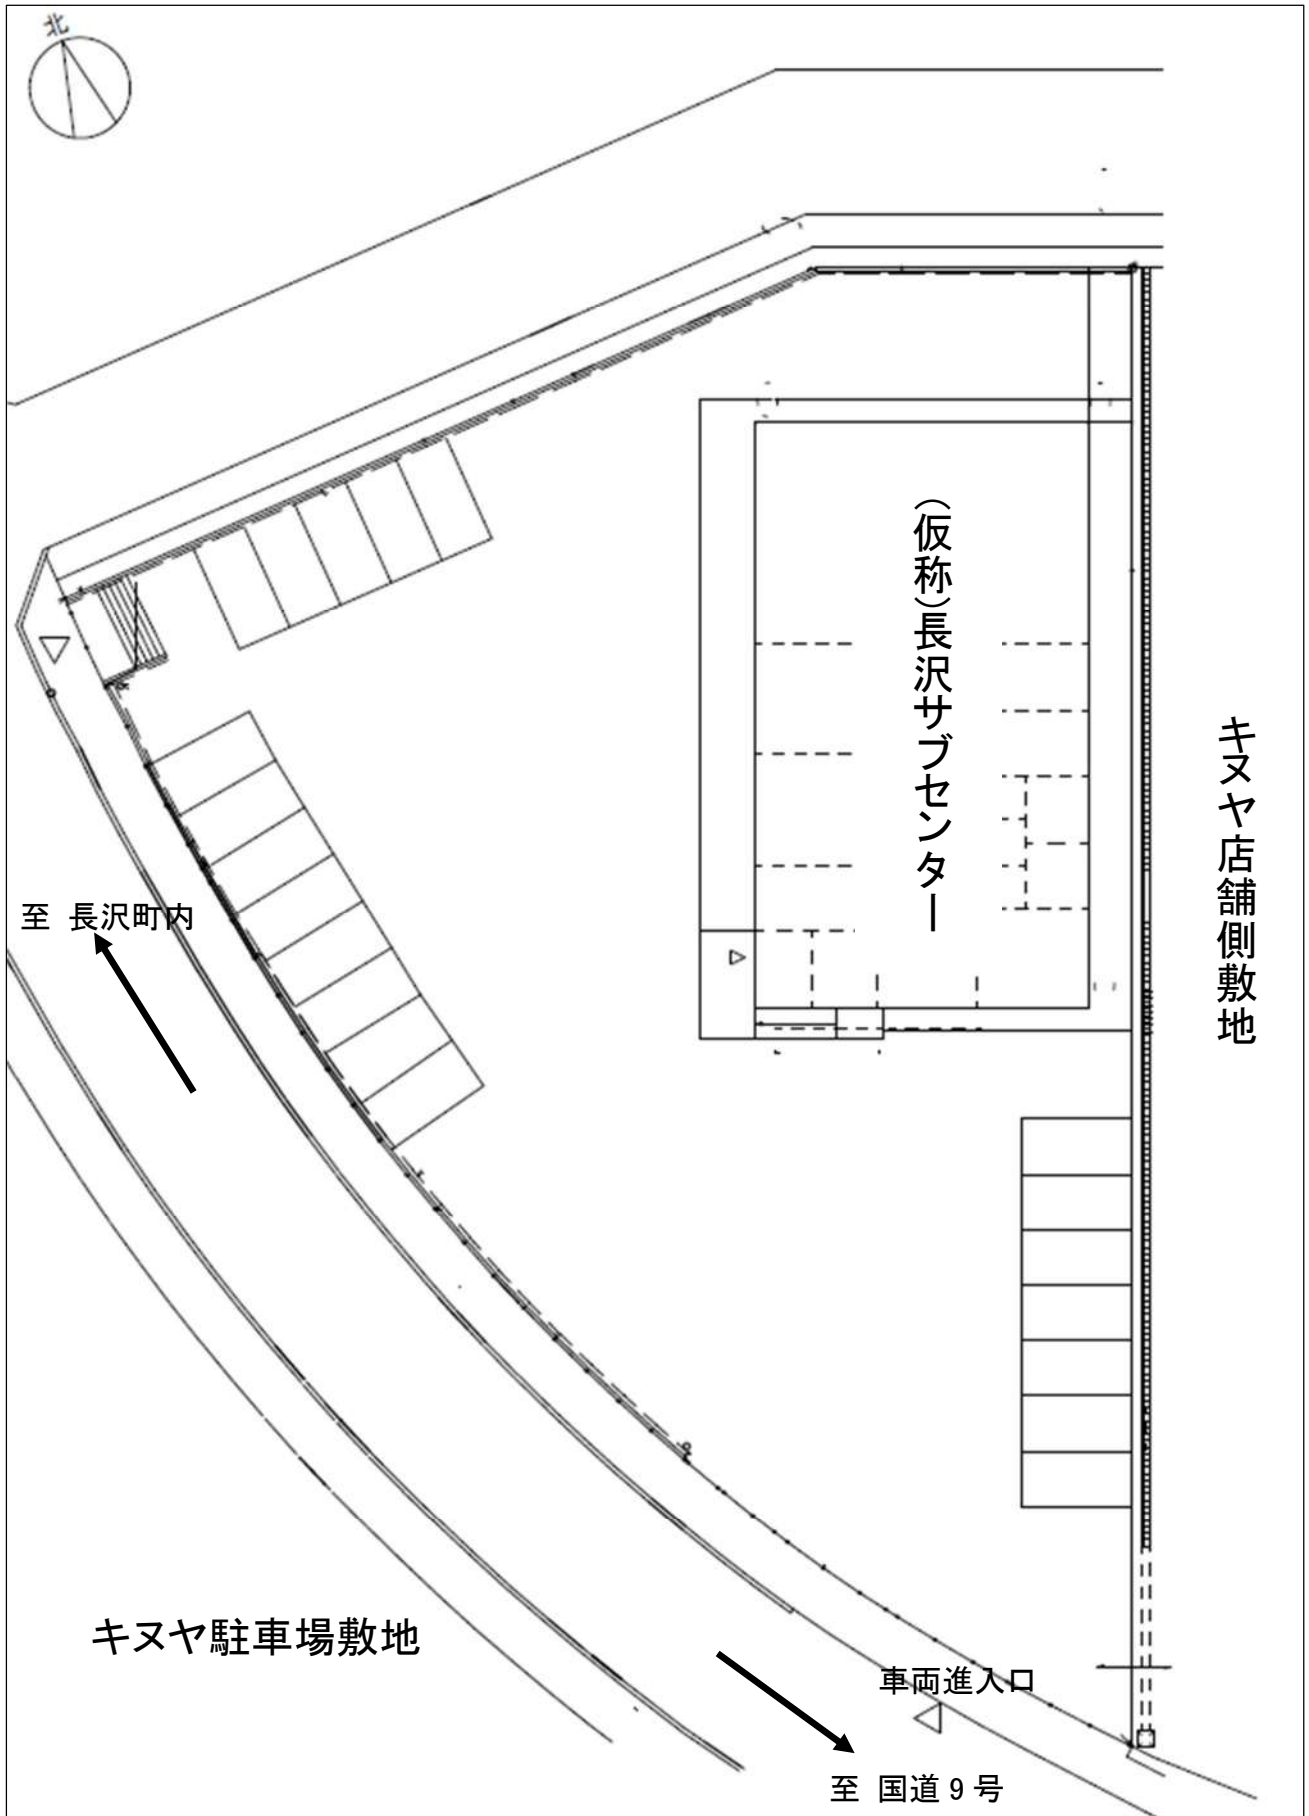 北
（仮称）長沢サブセンター
キヌヤ店舗側敷地
至 長沢町内
キヌヤ駐車場敷地
車両進入口
至 国道9号